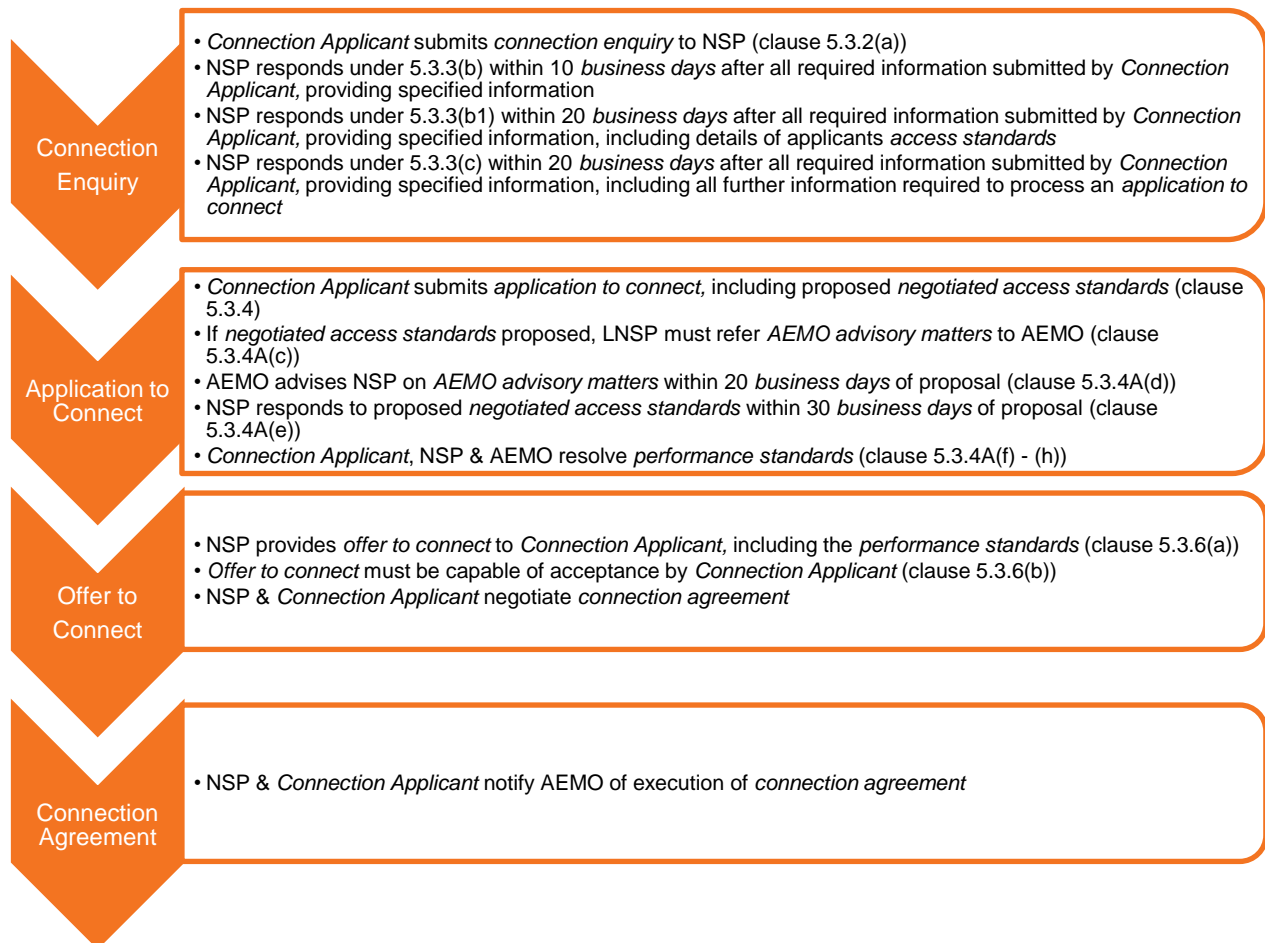 Connection
Enquiry
• Connection Applicant submits connection enquiry to NSP (clause 5.3.2(a))
• NSP responds under 5.3.3(b) within 10 business days after all required information submitted by Connection
Applicant, providing specified information
• NSP responds under 5.3.3(b1) within 20 business days after all required information submitted by Connection
Applicant, providing specified information, including details of applicants access standards
• NSP responds under 5.3.3(c) within 20 business days after all required information submitted by Connection
Applicant, providing specified information, including all further information required to process an application to
connect
Application to
Connect
• Connection Applicant submits application to connect, including proposed negotiated access standards (clause
5.3.4)
• If negotiated access standards proposed, LNSP must refer AEMO advisory matters to AEMO (clause
5.3.4A(c))
• AEMO advises NSP on AEMO advisory matters within 20 business days of proposal (clause 5.3.4A(d))
• NSP responds to proposed negotiated access standards within 30 business days of proposal (clause
5.3.4A(e))
• Connection Applicant, NSP & AEMO resolve performance standards (clause 5.3.4A(f) - (h))
Offer to
Connect
• NSP provides offer to connect to Connection Applicant, including the performance standards (clause 5.3.6(a))
• Offer to connect must be capable of acceptance by Connection Applicant (clause 5.3.6(b))
• NSP & Connection Applicant negotiate connection agreement
Connection
Agreement
• NSP & Connection Applicant notify AEMO of execution of connection agreement